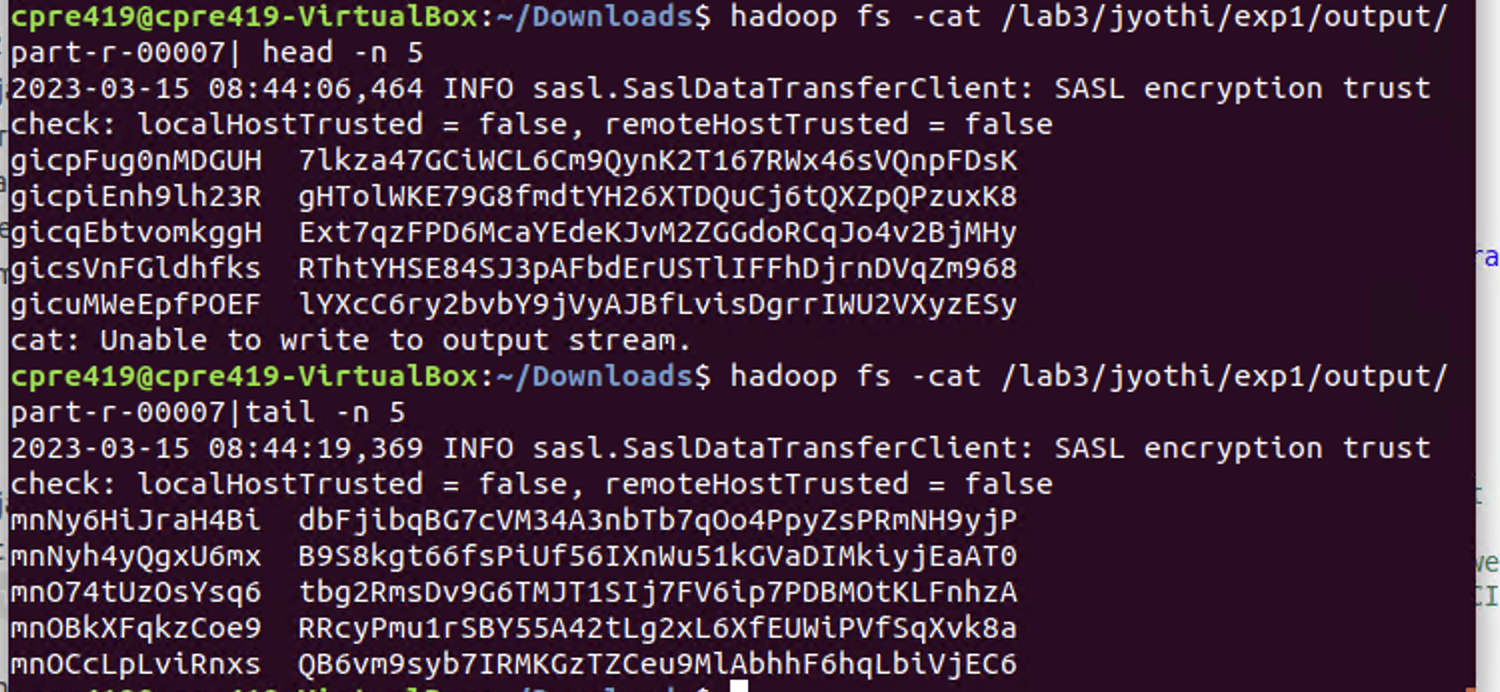 cpre419@cpre419-VirtualBox:~/Downloads$ hadoop fs -cat /lab3/jyothi/exp1/output/
part-r-00007| head -n 5
2023-03-15 08:44:06,464 INFO sasl.SaslDataTransferClient: SASL encryption trust
check: localHostTrusted = false, remoteHostTrusted = false
gicpFug0nMDGUH  7lkza47GCiWCL6Cm9QynK2T167RWx46sVQnpFDsK
gicpiEnh9lh23R  gHTolWKE79G8fmdtYH26XTDQuCj6tQXZpQPzuxK8
gicqEbtvomkggH  Ext7qzFPD6McaYEdeKJvM2ZGGdoRCqJo4v2BjMHy
gicsVnFGldhfks  RThtYHSE84SJ3pAFbdErUSTlIFFhDjrnDVqZm968
gicuMWeEpfPOEF  lYXcC6ry2bvbY9jVyAJBfLvisDgrrIWU2VXyzESy
cat: Unable to write to output stream.
cpre419@cpre419-VirtualBox:~/Downloads$ hadoop fs -cat /lab3/jyothi/exp1/output/
part-r-00007|tail -n 5
2023-03-15 08:44:19,369 INFO sasl.SaslDataTransferClient: SASL encryption trust
check: localHostTrusted = false, remoteHostTrusted = false
mnNy6HiJraH4Bi  dbFjibqBG7cVM34A3nbTb7qOo4PpyZsPRmNH9yjP
mnNyh4yQgxU6mx  B9S8kgt66fsPiUf56IXnWu51kGVaDIMkiyjEaAT0
mnO74tUzOsYsq6  tbg2RmsDv9G6TMJT1SIj7FV6ip7PDBMOtKLFnhzA
mnOBkXFqkzCoe9  RRcyPmu1rSBY55A42tLg2xL6XfEUWiPVfSqXvk8a
mnOCcLpLviRnxs  QB6vm9syb7IRMKGzTZCeu9MlAbhhF6hqLbiVjEC6